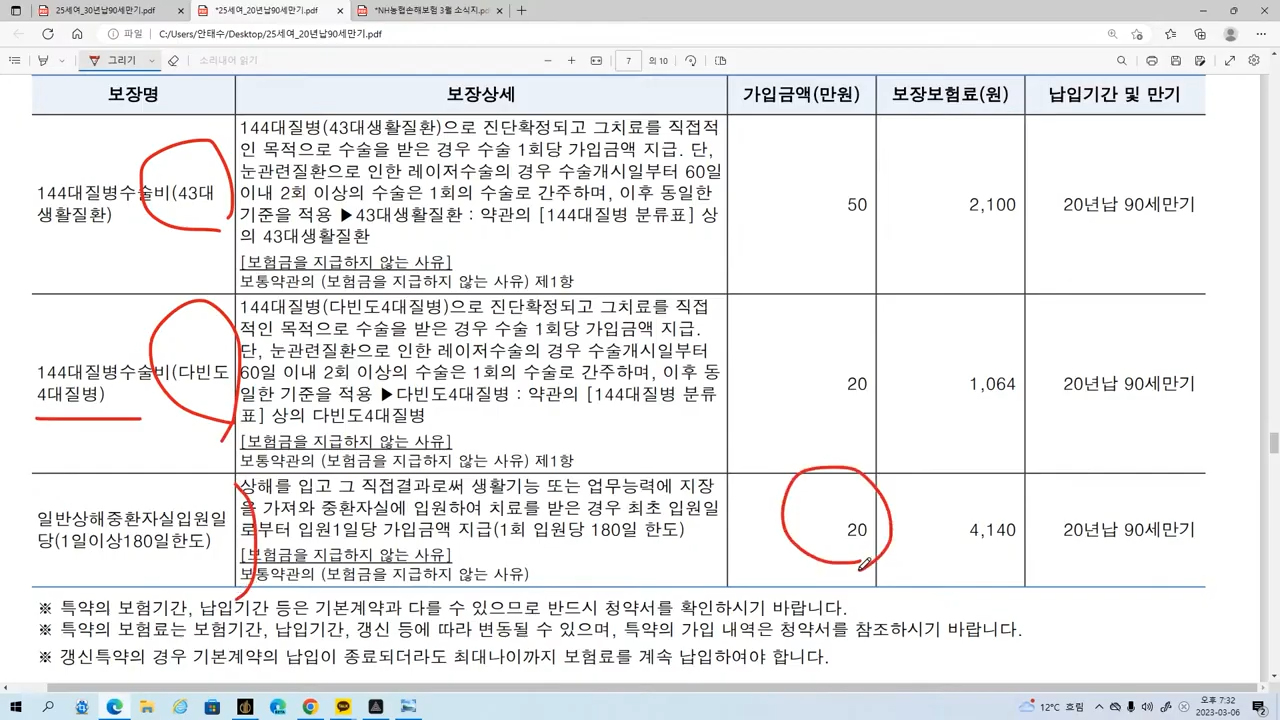 25세여_30년납90세만기.pdf
*25세여_20년납90세만기.pdf
*NH농협손해보험 3월 소식지.pdf
파일
C:/Users/안태수/Desktop/25세여_20년납90세만기.pdf
그리기
소리내어 읽기
7
의 10
보장명 보장상세 가입금액(만원) 보장보험료(원) 납입기간 및 만기
144대질병수술비(43대
생활질환)
144대질병(43대생활질환)으로 진단확정되고 그치료를 직접적
인 목적으로 수술을 받은 경우 수술 1회당 가입금액 지급. 단,
눈관련질환으로 인한 레이저수술의 경우 수술개시일부터 60일
이내 2회 이상의 수술은 1회의 수술로 간주하며, 이후 동일한
기준을 적용 ▶43대생활질환 : 약관의 [144대질병 분류표] 상
의 43대생활질환
[보험금을 지급하지 않는 사유]
보통약관의 (보험금을 지급하지 않는 사유) 제1항
50
2,100
20년납 90세만기
144대질병수술비(다빈도
4대질병)
144대질병(다빈도4대질병)으로 진단확정되고 그치료를 직접
적인 목적으로 수술을 받은 경우 수술 1회당 가입금액 지급.
단, 눈관련질환으로 인한 레이저수술의 경우 수술개시일부터
60일 이내 2회 이상의 수술은 1회의 수술로 간주하며, 이후 동
일한 기준을 적용 ▶다빈도4대질병 : 약관의 [144대질병 분류
표] 상의 다빈도4대질병
[보험금을 지급하지 않는 사유]
보통약관의 (보험금을 지급하지 않는 사유) 제1항
20
1,064
20년납 90세만기
일반상해중환자실입원일
당(1일이상180일한도)
상해를 입고 그 직접결과로써 생활기능 또는 업무능력에 지장
을 가져와 중환자실에 입원하여 치료를 받은 경우 최초 입원일
로부터 입원1일당 가입금액 지급(1회 입원당 180일 한도)
[보험금을 지급하지 않는 사유]
보통약관의 (보험금을 지급하지 않는 사유)
20
4,140
20년납 90세만기
※ 특약의 보험기간, 납입기간 등은 기본계약과 다를 수 있으므로 반드시 청약서를 확인하시기 바랍니다.
※ 특약의 보험료는 보험기간, 납입기간, 갱신 등에 따라 변동될 수 있으며, 특약의 가입 내역은 청약서를 참조하시기 바랍니다.
※ 갱신특약의 경우 기본계약의 납입이 종료되더라도 최대나이까지 보험료를 계속 납입하여야 합니다.
12°C 흐림
오후 7:32
2023-03-06